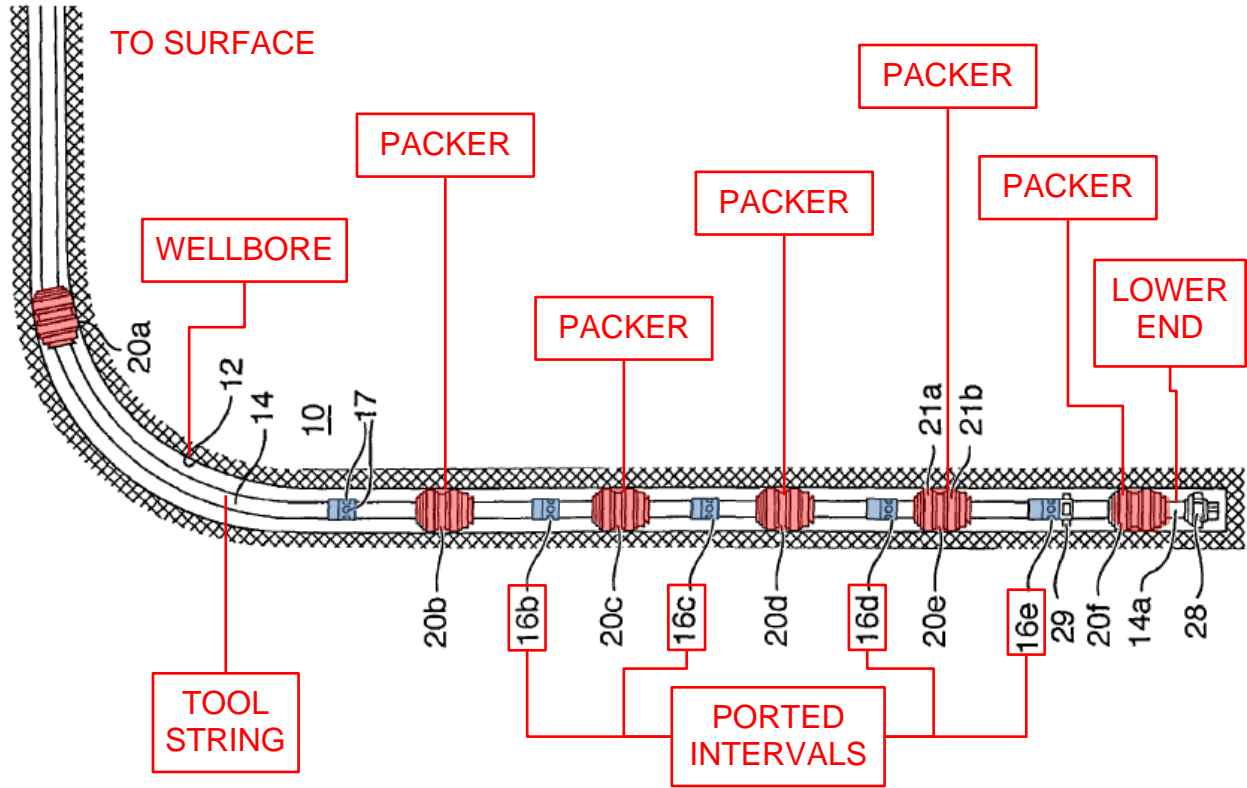 TO SURFACE
PACKER
PACKER
PACKER
PACKER
WELLBORE
PACKER
LOWER
END
20a
12
14
17
10
21a
21b
20b
16b
20c
16c
20d
16d
20e
16e
29
20f
14a
28
TOOL
STRING
PORTED
INTERVALS